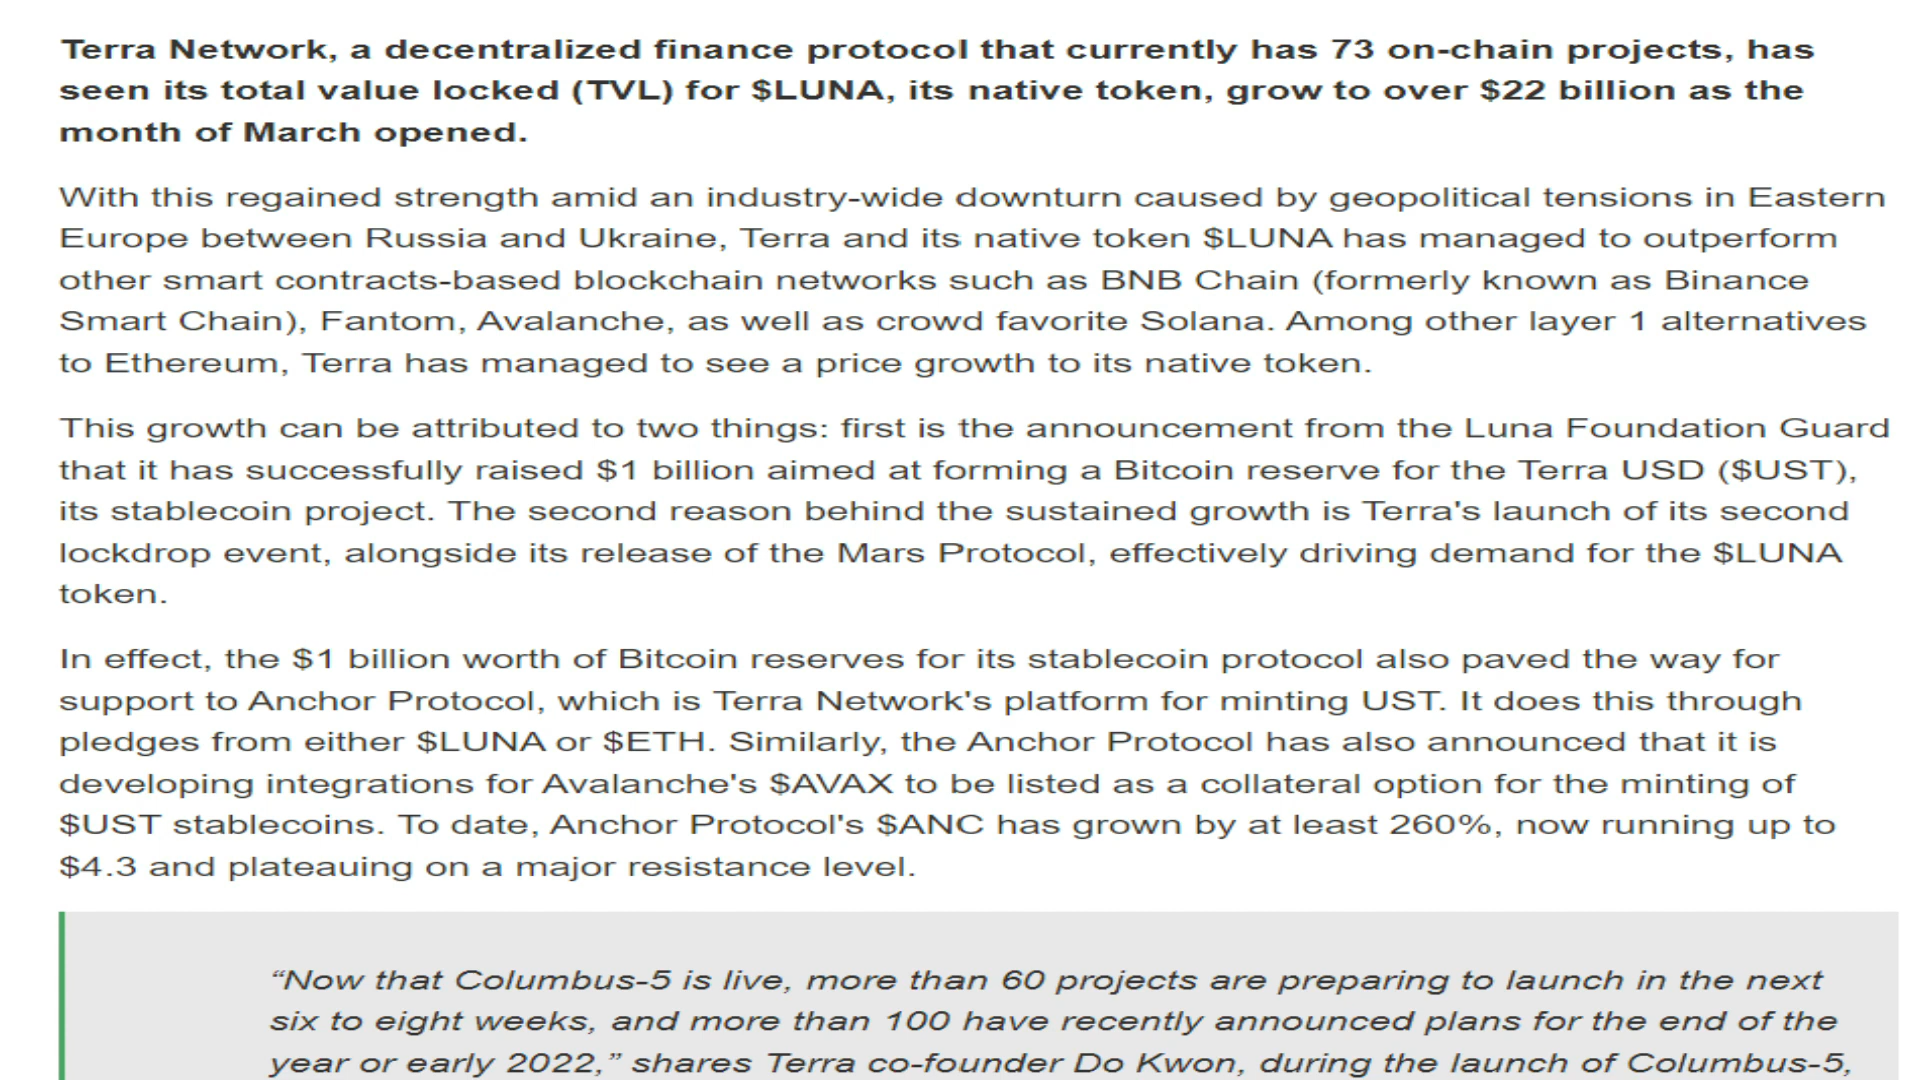 Terra Network, a decentralized finance protocol that currently has 73 on-chain projects, has
seen its total value locked (TVL) for $LUNA, its native token, grow to over $22 billion as the
month of March opened.
With this regained strength amid an industry-wide downturn caused by geopolitical tensions in Eastern
Europe between Russia and Ukraine, Terra and its native token $LUNA has managed to outperform
other smart contracts-based blockchain networks such as BNB Chain (formerly known as Binance
Smart Chain), Fantom, Avalanche, as well as crowd favorite Solana. Among other layer 1 alternatives
to Ethereum, Terra has managed to see a price growth to its native token.
This growth can be attributed to two things: first is the announcement from the Luna Foundation Guard
that it has successfully raised $1 billion aimed at forming a Bitcoin reserve for the Terra USD ($UST),
its stablecoin project. The second reason behind the sustained growth is Terra's launch of its second
lockdrop event, alongside its release of the Mars Protocol, effectively driving demand for the $LUNA
token.
In effect, the $1 billion worth of Bitcoin reserves for its stablecoin protocol also paved the way for
support to Anchor Protocol, which is Terra Network's platform for minting UST. It does this through
pledges from either $LUNA or $ETH. Similarly, the Anchor Protocol has also announced that it is
developing integrations for Avalanche's $AVAX to be listed as a collateral option for the minting of
$UST stablecoins. To date, Anchor Protocol's $ANC has grown by at least 260%, now running up to
$4.3 and plateauing on a major resistance level.
“Now that Columbus-5 is live, more than 60 projects are preparing to launch in the next
six to eight weeks, and more than 100 have recently announced plans for the end of the
year or early 2022,” shares Terra co-founder Do Kwon, during the launch of Columbus-5,